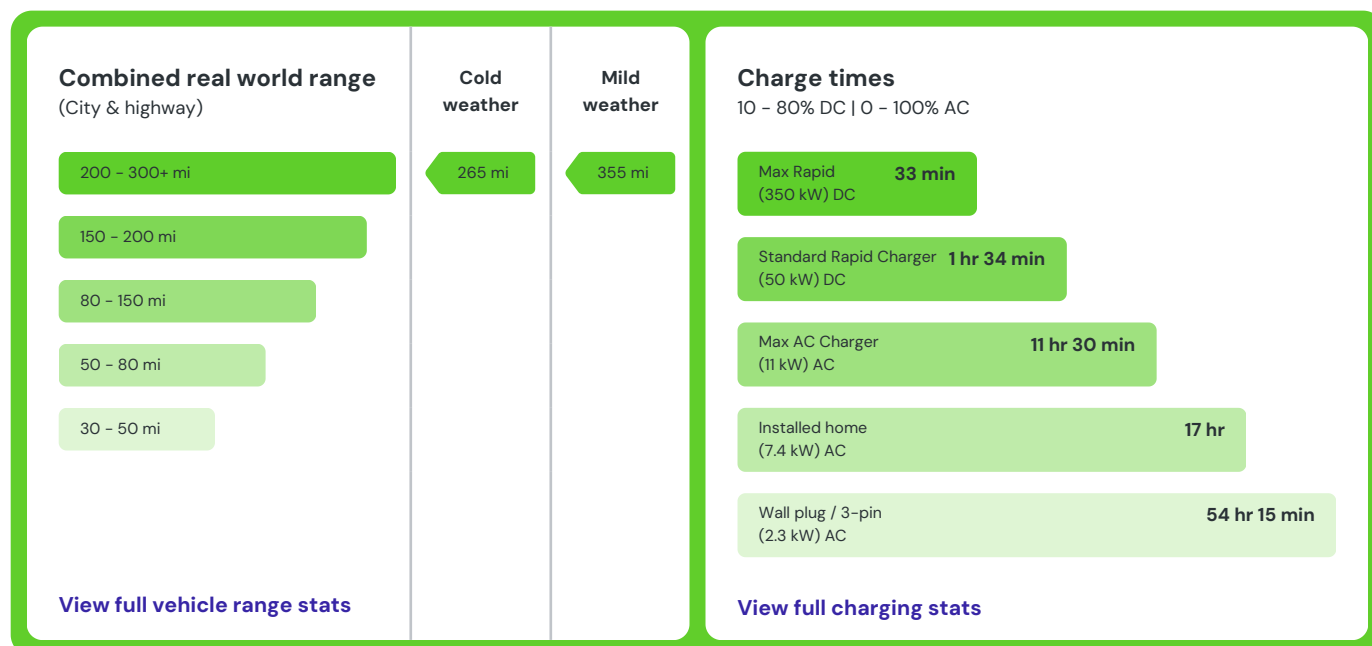 Combined real world range
(City & highway)
Cold
weather
Mild
weather
200 - 300+ mi
265 mi
355 mi
150 - 200 mi
80 - 150 mi
50 - 80 mi
30 - 50 mi
View full vehicle range stats
Charge times
10 - 80% DC | 0 - 100% AC
Max Rapid
(350 kW) DC
33 min
Standard Rapid Charger
(50 kW) DC
1 hr 34 min
Max AC Charger
(11 kW) AC
11 hr 30 min
Installed home
(7.4 kW) AC
17 hr
Wall plug / 3-pin
(2.3 kW) AC
54 hr 15 min
View full charging stats